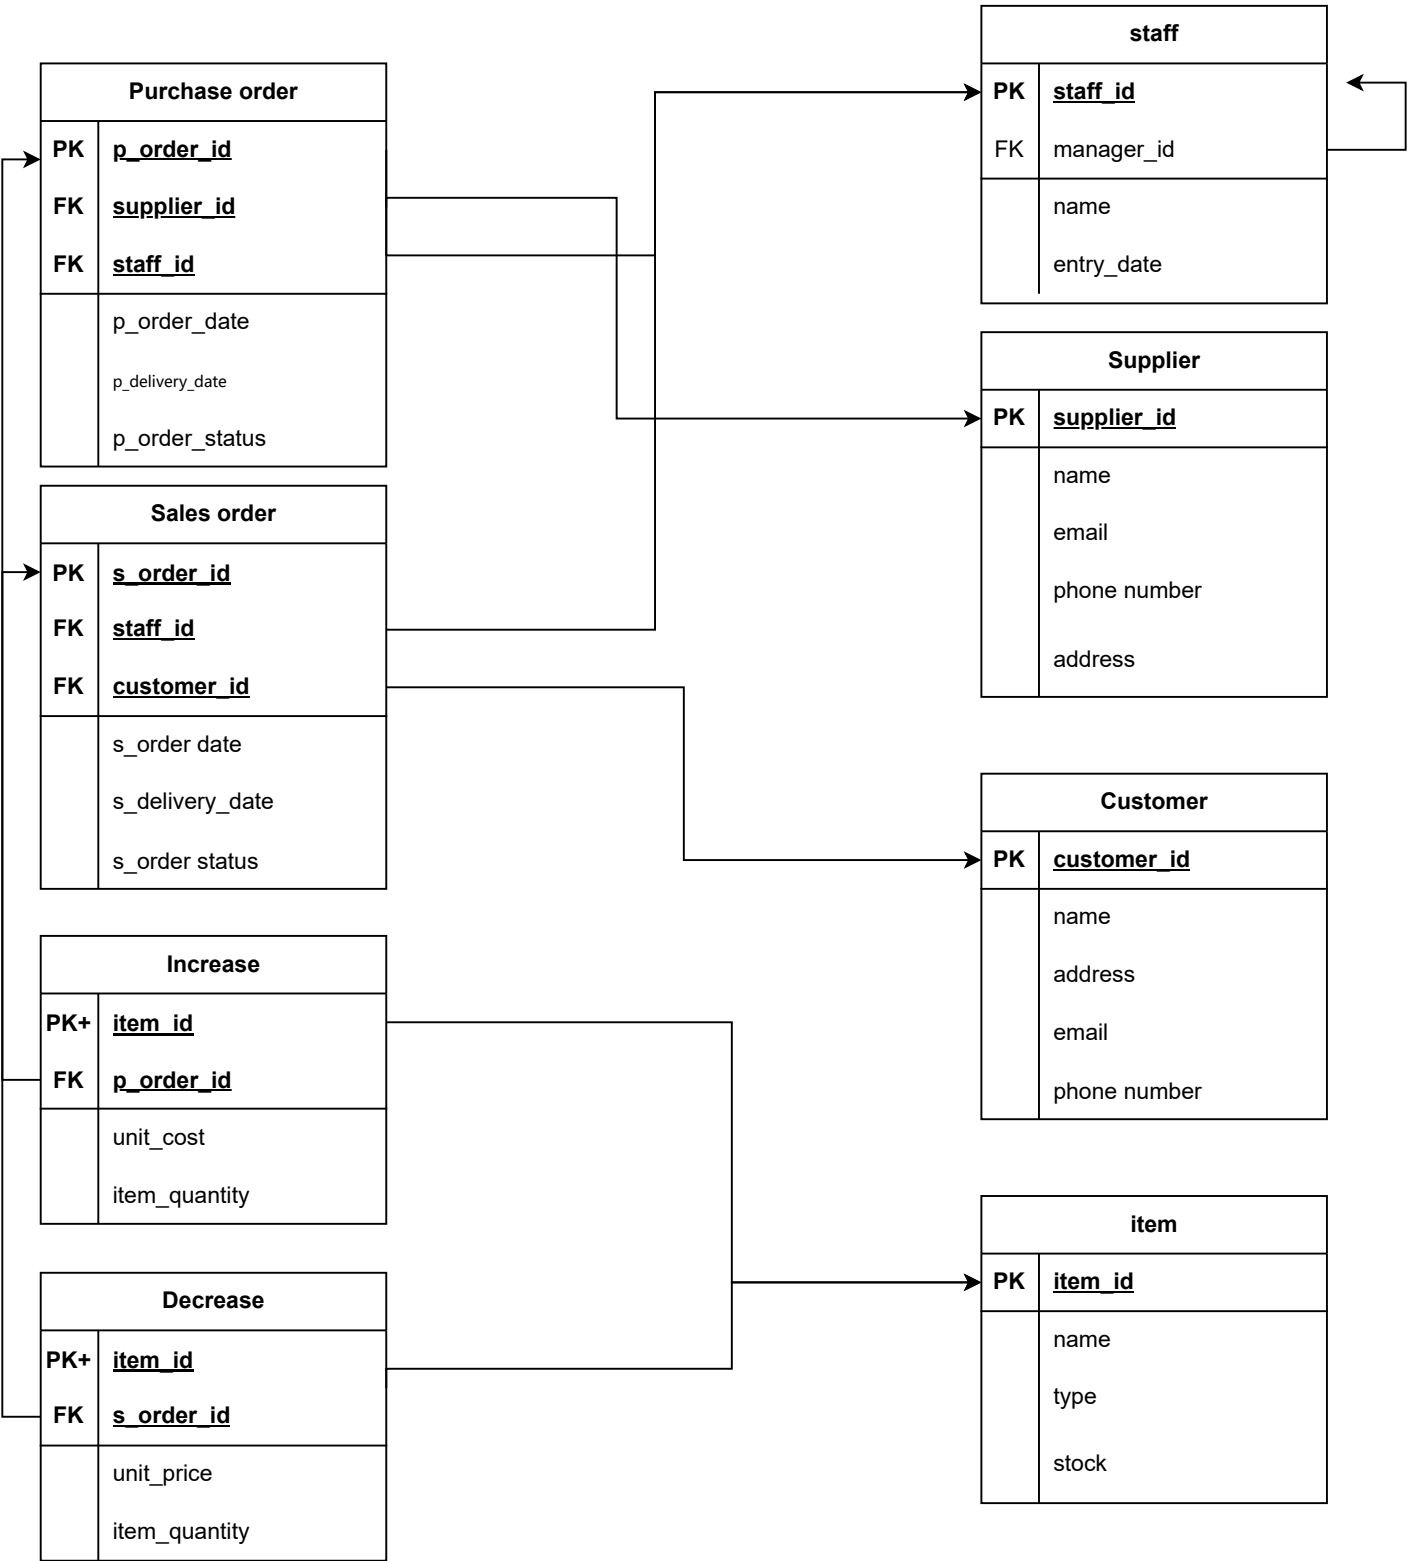 Purchase order
PK p_order_id
FK supplier_id
FK staff_id
p_order_date
p_delivery_date
p_order_status
Sales order
PK s_order_id
FK staff_id
FK customer_id
s_order date
s_delivery_date
s_order status
Increase
PK+ item_id
FK p_order_id
unit_cost
item_quantity
Decrease
PK+ item_id
FK s_order_id
unit_price
item_quantity
staff
PK staff_id
FK manager_id
name
entry_date
Supplier
PK supplier_id
name
email
phone number
address
Customer
PK customer_id
name
address
email
phone number
item
PK item_id
name
type
stock